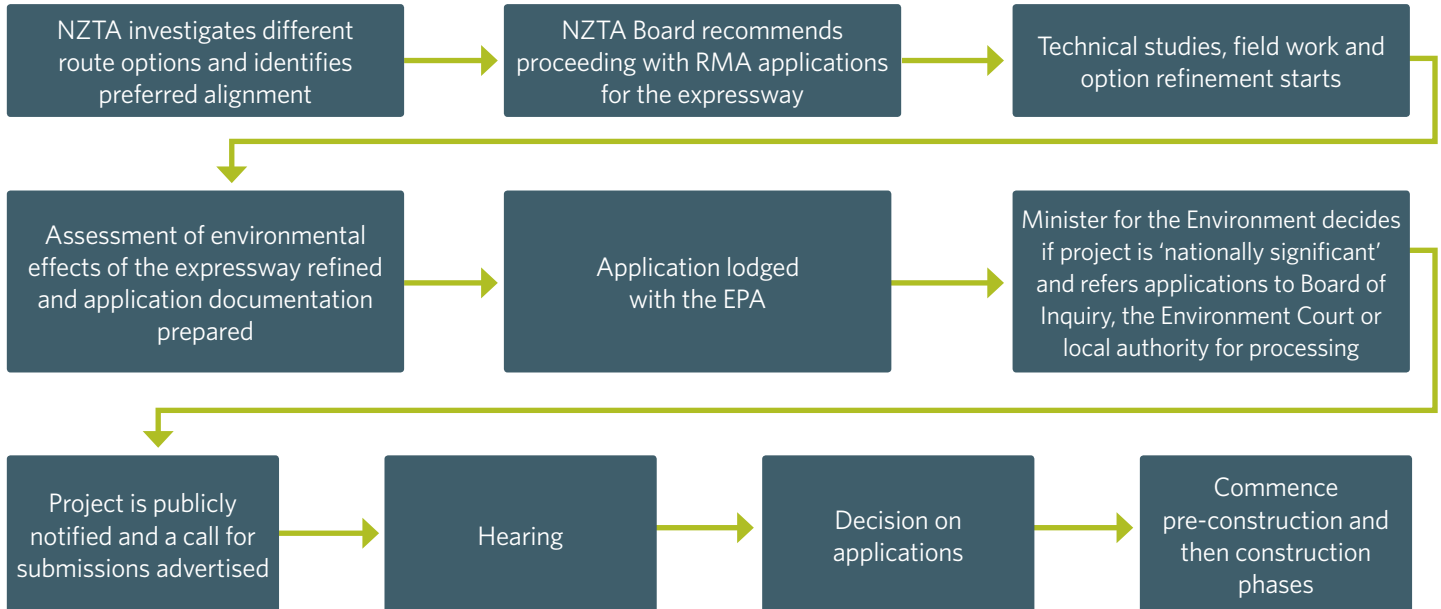 NZTA investigates different
route options and identifies
preferred alignment
NZTA Board recommends
proceeding with RMA applications
for the expressway
Technical studies, field work and
option refinement starts
Assessment of environmental
effects of the expressway refined
and application documentation
prepared
Application lodged
with the EPA
Minister for the Environment decides
if project is ‘nationally significant’
and refers applications to Board of
Inquiry, the Environment Court or
local authority for processing
Project is publicly
notified and a call for
submissions advertised
Hearing
Decision on
applications
Commence
pre-construction and
then construction
phases